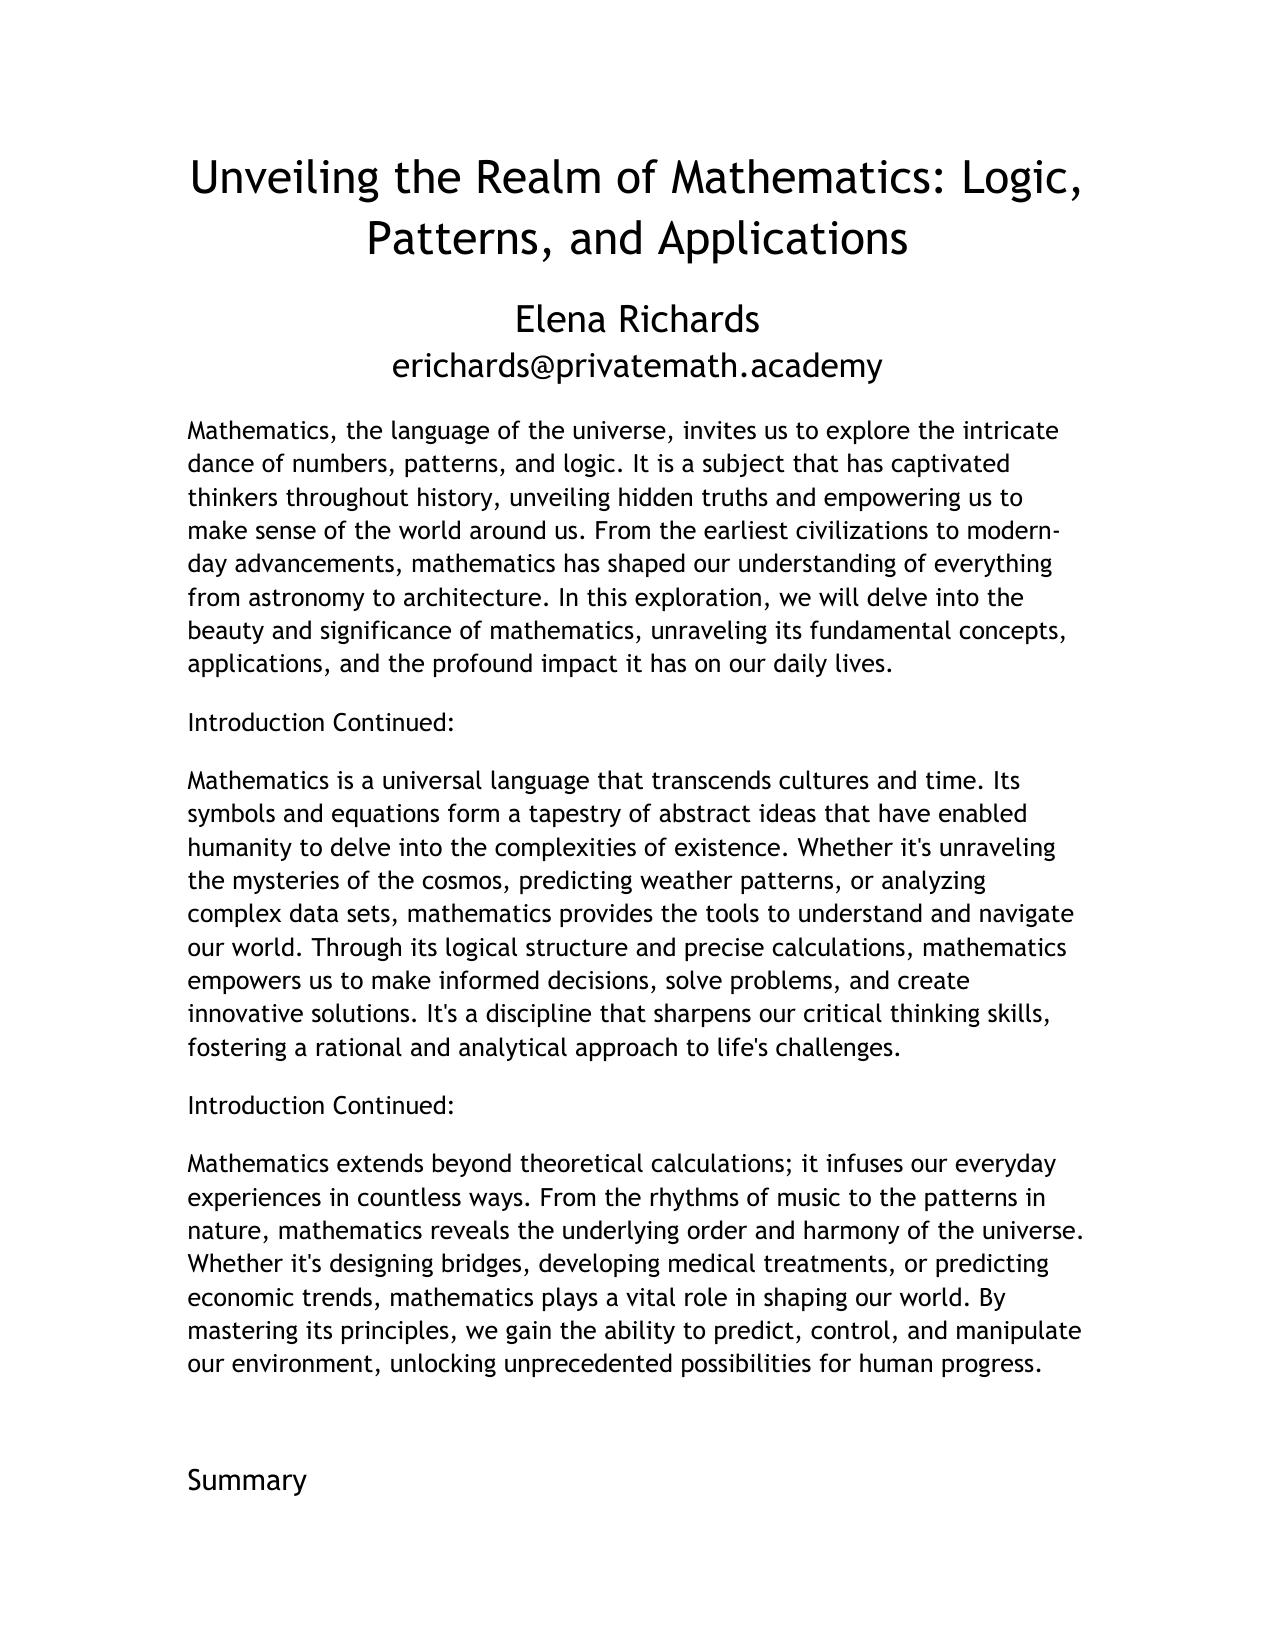 Unveiling the Realm of Mathematics: Logic,
Patterns, and Applications
Elena Richards
erichards@privatemath.academy
Mathematics, the language of the universe, invites us to explore the intricate
dance of numbers, patterns, and logic. It is a subject that has captivated
thinkers throughout history, unveiling hidden truths and empowering us to
make sense of the world around us. From the earliest civilizations to modern-
day advancements, mathematics has shaped our understanding of everything
from astronomy to architecture. In this exploration, we will delve into the
beauty and significance of mathematics, unraveling its fundamental concepts,
applications, and the profound impact it has on our daily lives.
Introduction Continued:
Mathematics is a universal language that transcends cultures and time. Its
symbols and equations form a tapestry of abstract ideas that have enabled
humanity to delve into the complexities of existence. Whether it's unraveling
the mysteries of the cosmos, predicting weather patterns, or analyzing
complex data sets, mathematics provides the tools to understand and navigate
our world. Through its logical structure and precise calculations, mathematics
empowers us to make informed decisions, solve problems, and create
innovative solutions. It's a discipline that sharpens our critical thinking skills,
fostering a rational and analytical approach to life's challenges.
Introduction Continued:
Mathematics extends beyond theoretical calculations; it infuses our everyday
experiences in countless ways. From the rhythms of music to the patterns in
nature, mathematics reveals the underlying order and harmony of the universe.
Whether it's designing bridges, developing medical treatments, or predicting
economic trends, mathematics plays a vital role in shaping our world. By
mastering its principles, we gain the ability to predict, control, and manipulate
our environment, unlocking unprecedented possibilities for human progress.
Summary